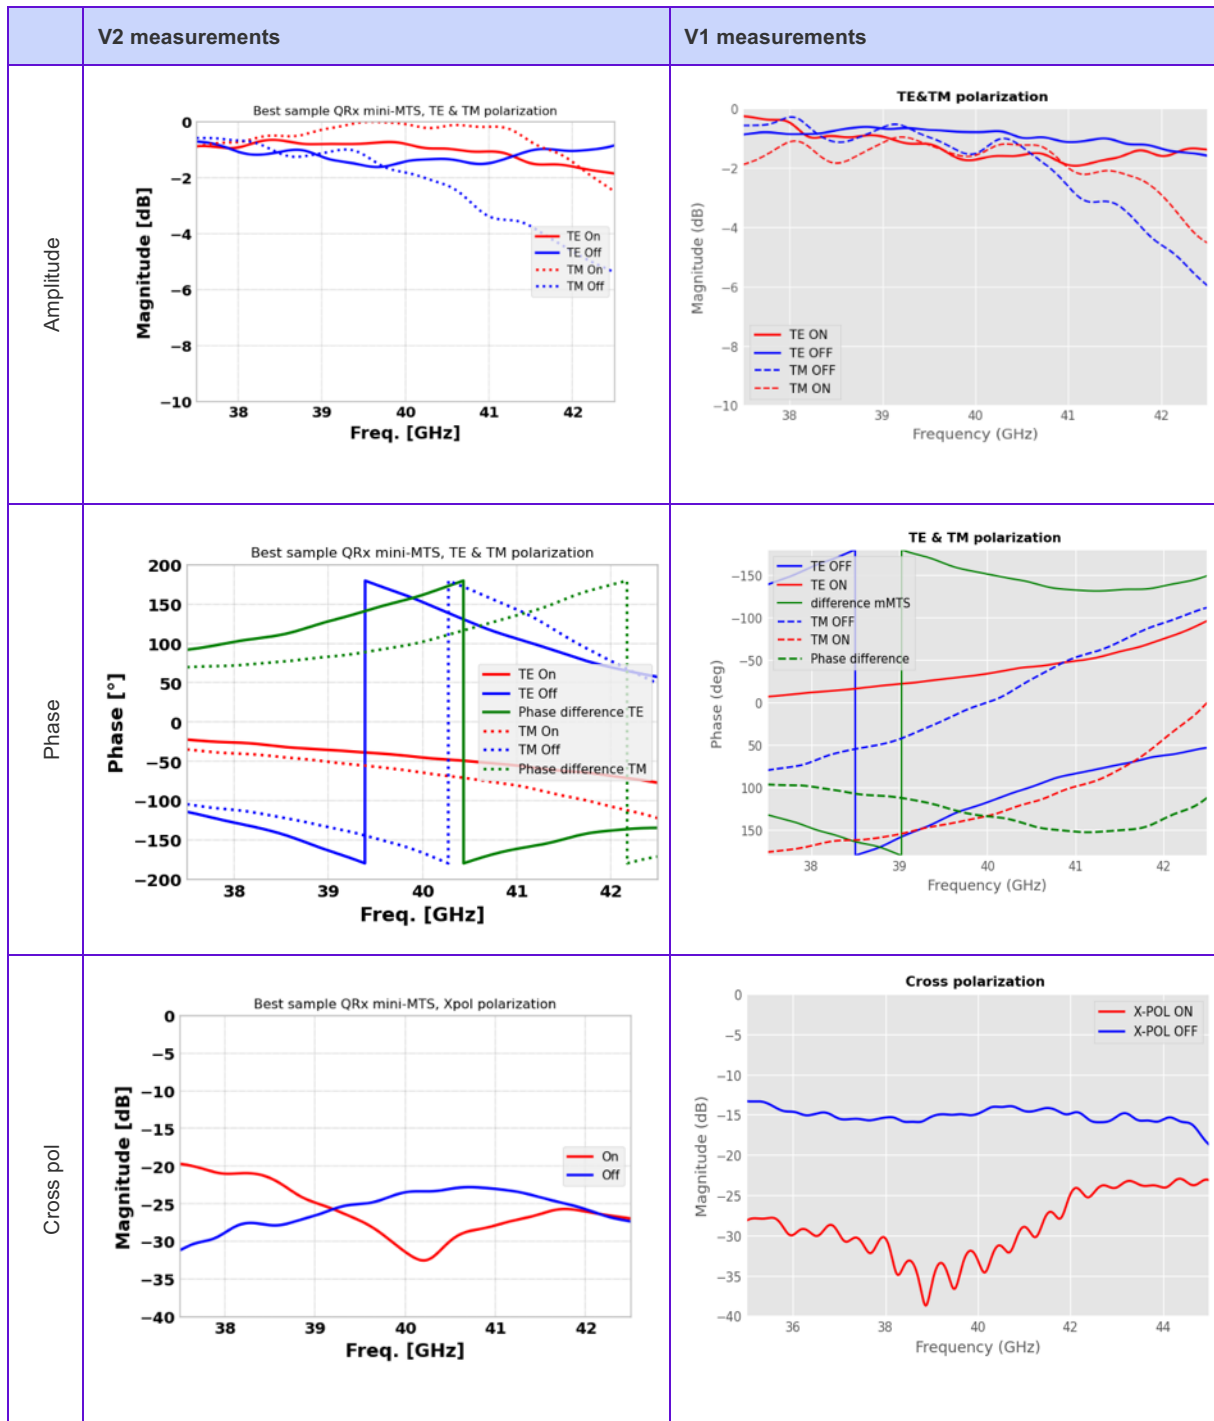 V2 measurements
V1 measurements
Amplitude
Best sample QRx mini-MTS, TE & TM polarization
0
−2
−4
−6
−8
−10
Magnitude [dB]
TE On
TE Off
TM On
TM Off
38 39 40 41 42
Freq. [GHz]
TE&TM polarization
0
−2
−4
−6
−8
−10
Magnitude (dB)
TE ON
TE OFF
TM OFF
TM ON
38 39 40 41 42
Frequency (GHz)
Phase
Best sample QRx mini-MTS, TE & TM polarization
200
150
100
50
0
−50
−100
−150
−200
Phase [°]
TE On
TE Off
Phase difference TE
TM On
TM Off
Phase difference TM
38 39 40 41 42
Freq. [GHz]
TE & TM polarization
−150
−100
−50
0
50
100
150
Phase (deg)
TE OFF
TE ON
difference mMTS
TM OFF
TM ON
Phase difference
38 39 40 41 42
Frequency (GHz)
Cross pol
Best sample QRx mini-MTS, Xpol polarization
0
−5
−10
−15
−20
−25
−30
−35
−40
Magnitude [dB]
On
Off
38 39 40 41 42
Freq. [GHz]
Cross polarization
0
−5
−10
−15
−20
−25
−30
−35
−40
Magnitude (dB)
X-POL ON
X-POL OFF
36 38 40 42 44
Frequency (GHz)